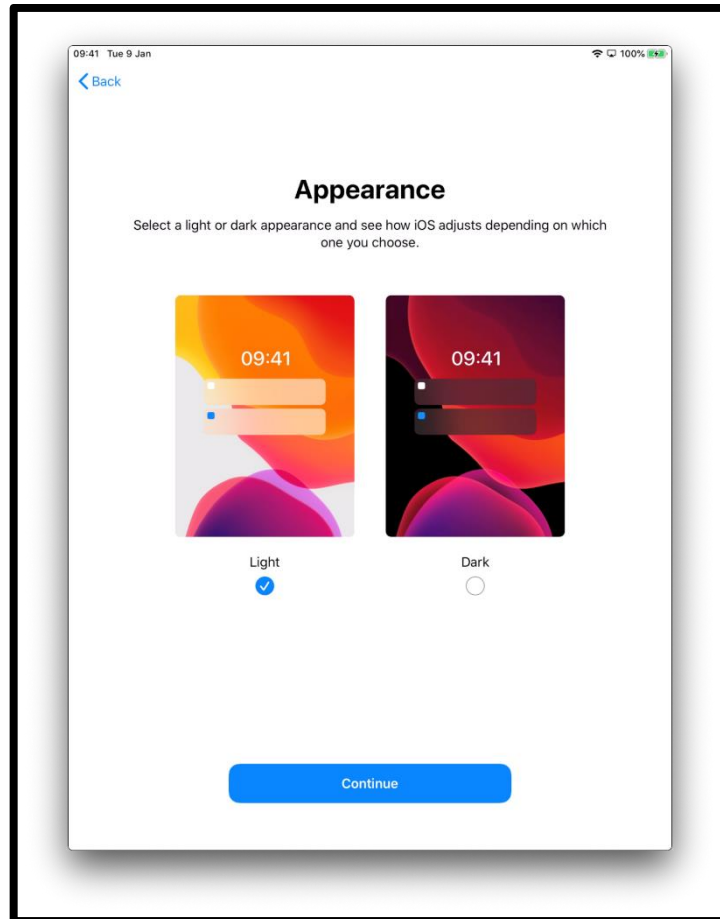 09:41 Tue 9 Jan 100%
Back
Appearance
Select a light or dark appearance and see how iOS adjusts depending on which
one you choose.
09:41 09:41
Light Dark
Continue